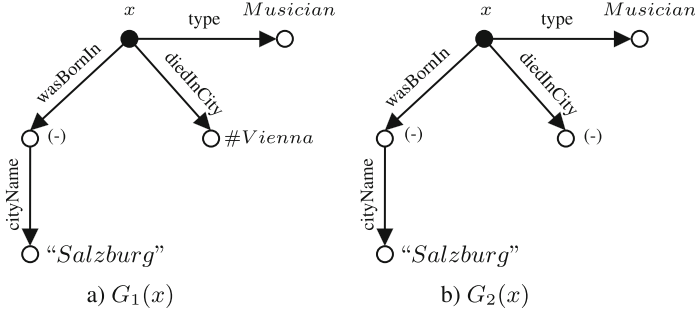 x
Musician
type
wasBornIn
diedInCity
(-)
#Vienna
cityName
“Salzburg”
a) G₁(x)
x
Musician
type
wasBornIn
diedInCity
(-)
(-)
cityName
“Salzburg”
b) G₂(x)